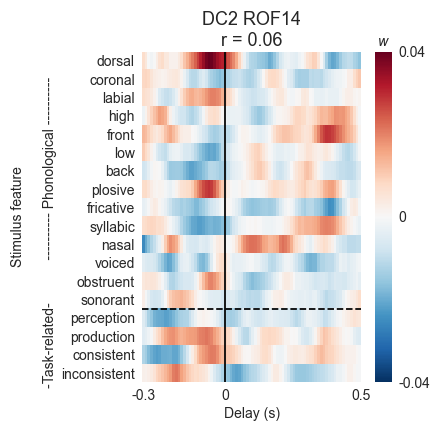 DC2 ROF14
r = 0.06
w
dorsal
coronal
labial
high
front
low
back
plosive
fricative
syllabic
nasal
voiced
obstruent
sonorant
perception
production
consistent
inconsistent
Stimulus feature
-Task-related- ---------- Phonological ----------
0.04
0
-0.04
-0.3 0 0.5
Delay (s)